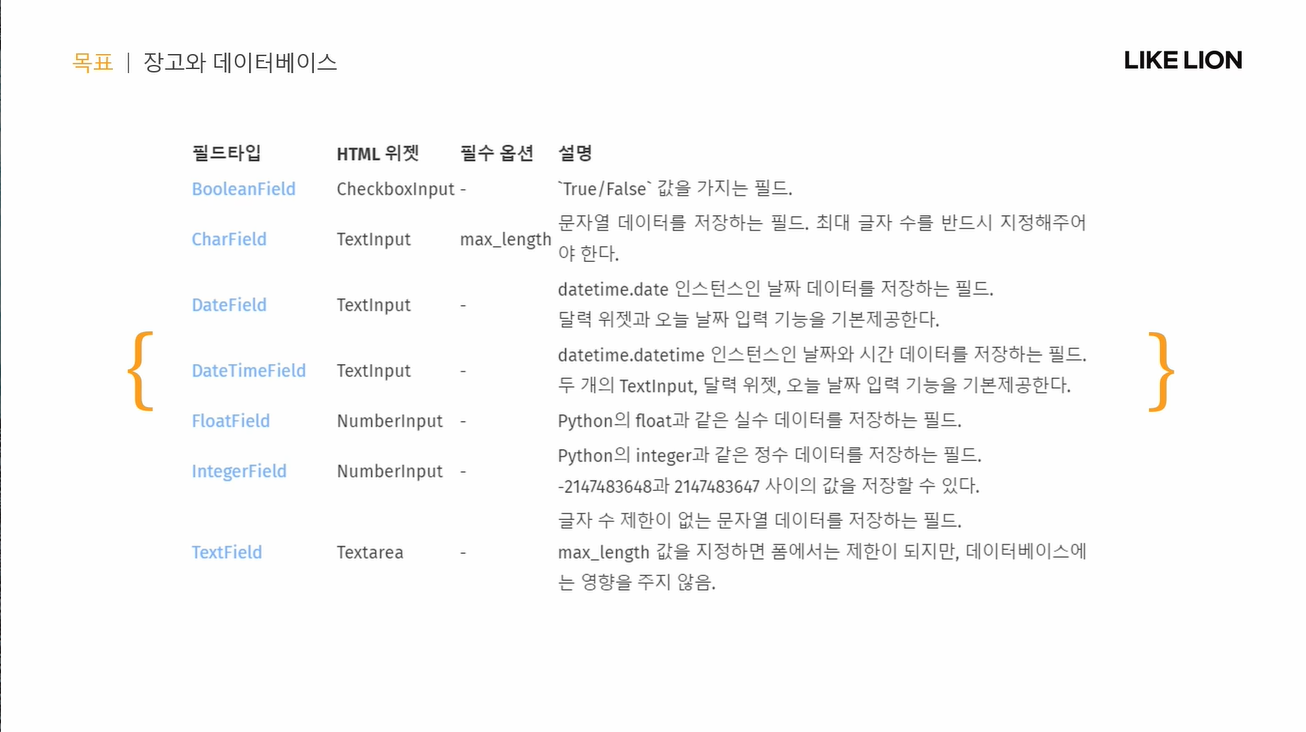 목표 | 장고와 데이터베이스
LIKE LION
필드타입 HTML 위젯 필수 옵션 설명
BooleanField CheckboxInput - `True/False` 값을 가지는 필드.
CharField TextInput max_length 문자열 데이터를 저장하는 필드. 최대 글자 수를 반드시 지정해주어
야 한다.
DateField TextInput - datetime.date 인스턴스인 날짜 데이터를 저장하는 필드.
달력 위젯과 오늘 날짜 입력 기능을 기본제공한다.
{ DateTimeField TextInput - datetime.datetime 인스턴스인 날짜와 시간 데이터를 저장하는 필드. }
두 개의 TextInput, 달력 위젯, 오늘 날짜 입력 기능을 기본제공한다.
FloatField NumberInput - Python의 float과 같은 실수 데이터를 저장하는 필드.
IntegerField NumberInput - Python의 integer과 같은 정수 데이터를 저장하는 필드.
-2147483648과 2147483647 사이의 값을 저장할 수 있다.
글자 수 제한이 없는 문자열 데이터를 저장하는 필드.
TextField Textarea - max_length 값을 지정하면 폼에서는 제한이 되지만, 데이터베이스에
는 영향을 주지 않음.